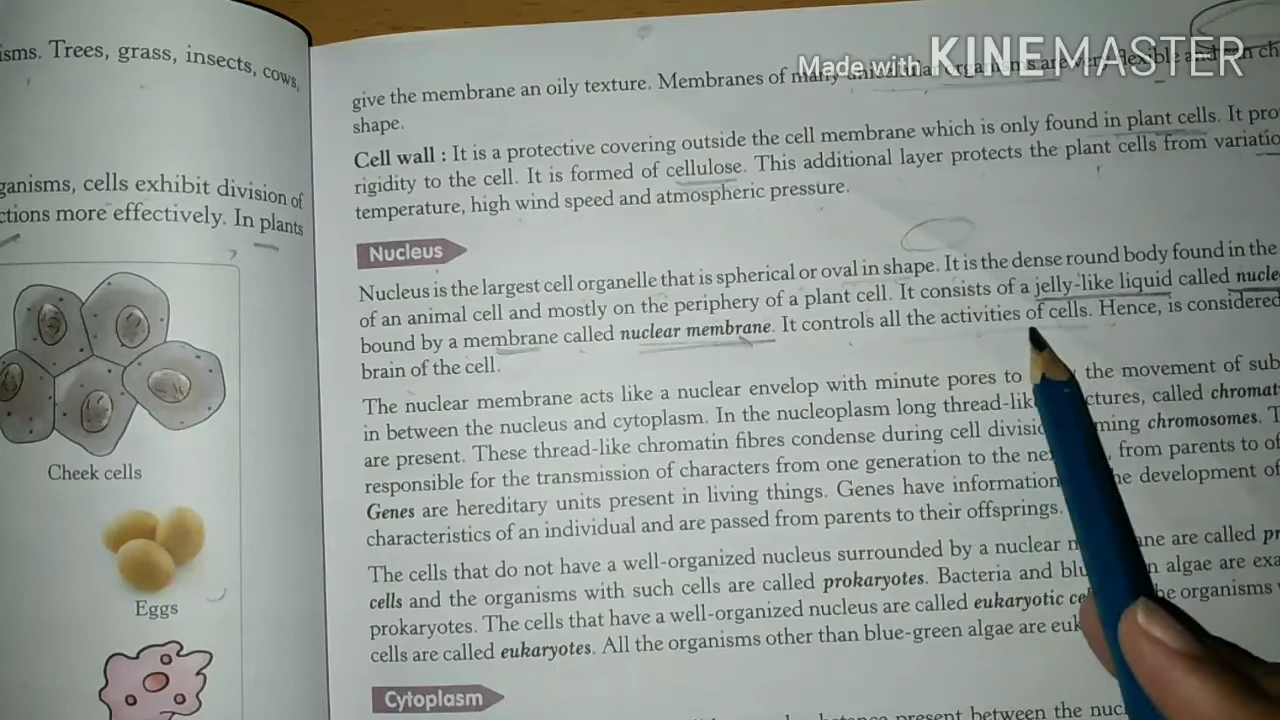 isms. Trees, grass, insects, cows,
ganisms, cells exhibit division of
ctions more effectively. In plants
Cheek cells
Eggs
Made with KINEMASTER
give the membrane an oily texture. Membranes of many
shape.
Cell wall : It is a protective covering outside the cell membrane which is only found in plant cells. It pro
rigidity to the cell. It is formed of cellulose. This additional layer protects the plant cells from variatio
temperature, high wind speed and atmospheric pressure.
Nucleus
Nucleus is the largest cell organelle that is spherical or oval in shape. It is the dense round body found in the
of an animal cell and mostly on the periphery of a plant cell. It consists of a jelly-like liquid called nucle
bound by a membrane called nuclear membrane. It controls all the activities of cells. Hence, is considered
brain of the cell.
The nuclear membrane acts like a nuclear envelop with minute pores to the movement of sub
in between the nucleus and cytoplasm. In the nucleoplasm long thread-lik ctures, called chromat
are present. These thread-like chromatin fibres condense during cell divisio ming chromosomes. T
responsible for the transmission of characters from one generation to the ne , from parents to of
Genes are hereditary units present in living things. Genes have information he development of
characteristics of an individual and are passed from parents to their offsprings.
The cells that do not have a well-organized nucleus surrounded by a nuclear m ane are called pr
cells and the organisms with such cells are called prokaryotes. Bacteria and blu n algae are exa
prokaryotes. The cells that have a well-organized nucleus are called eukaryotic ce he organisms
cells are called eukaryotes. All the organisms other than blue-green algae are euk
Cytoplasm
present between the nucl